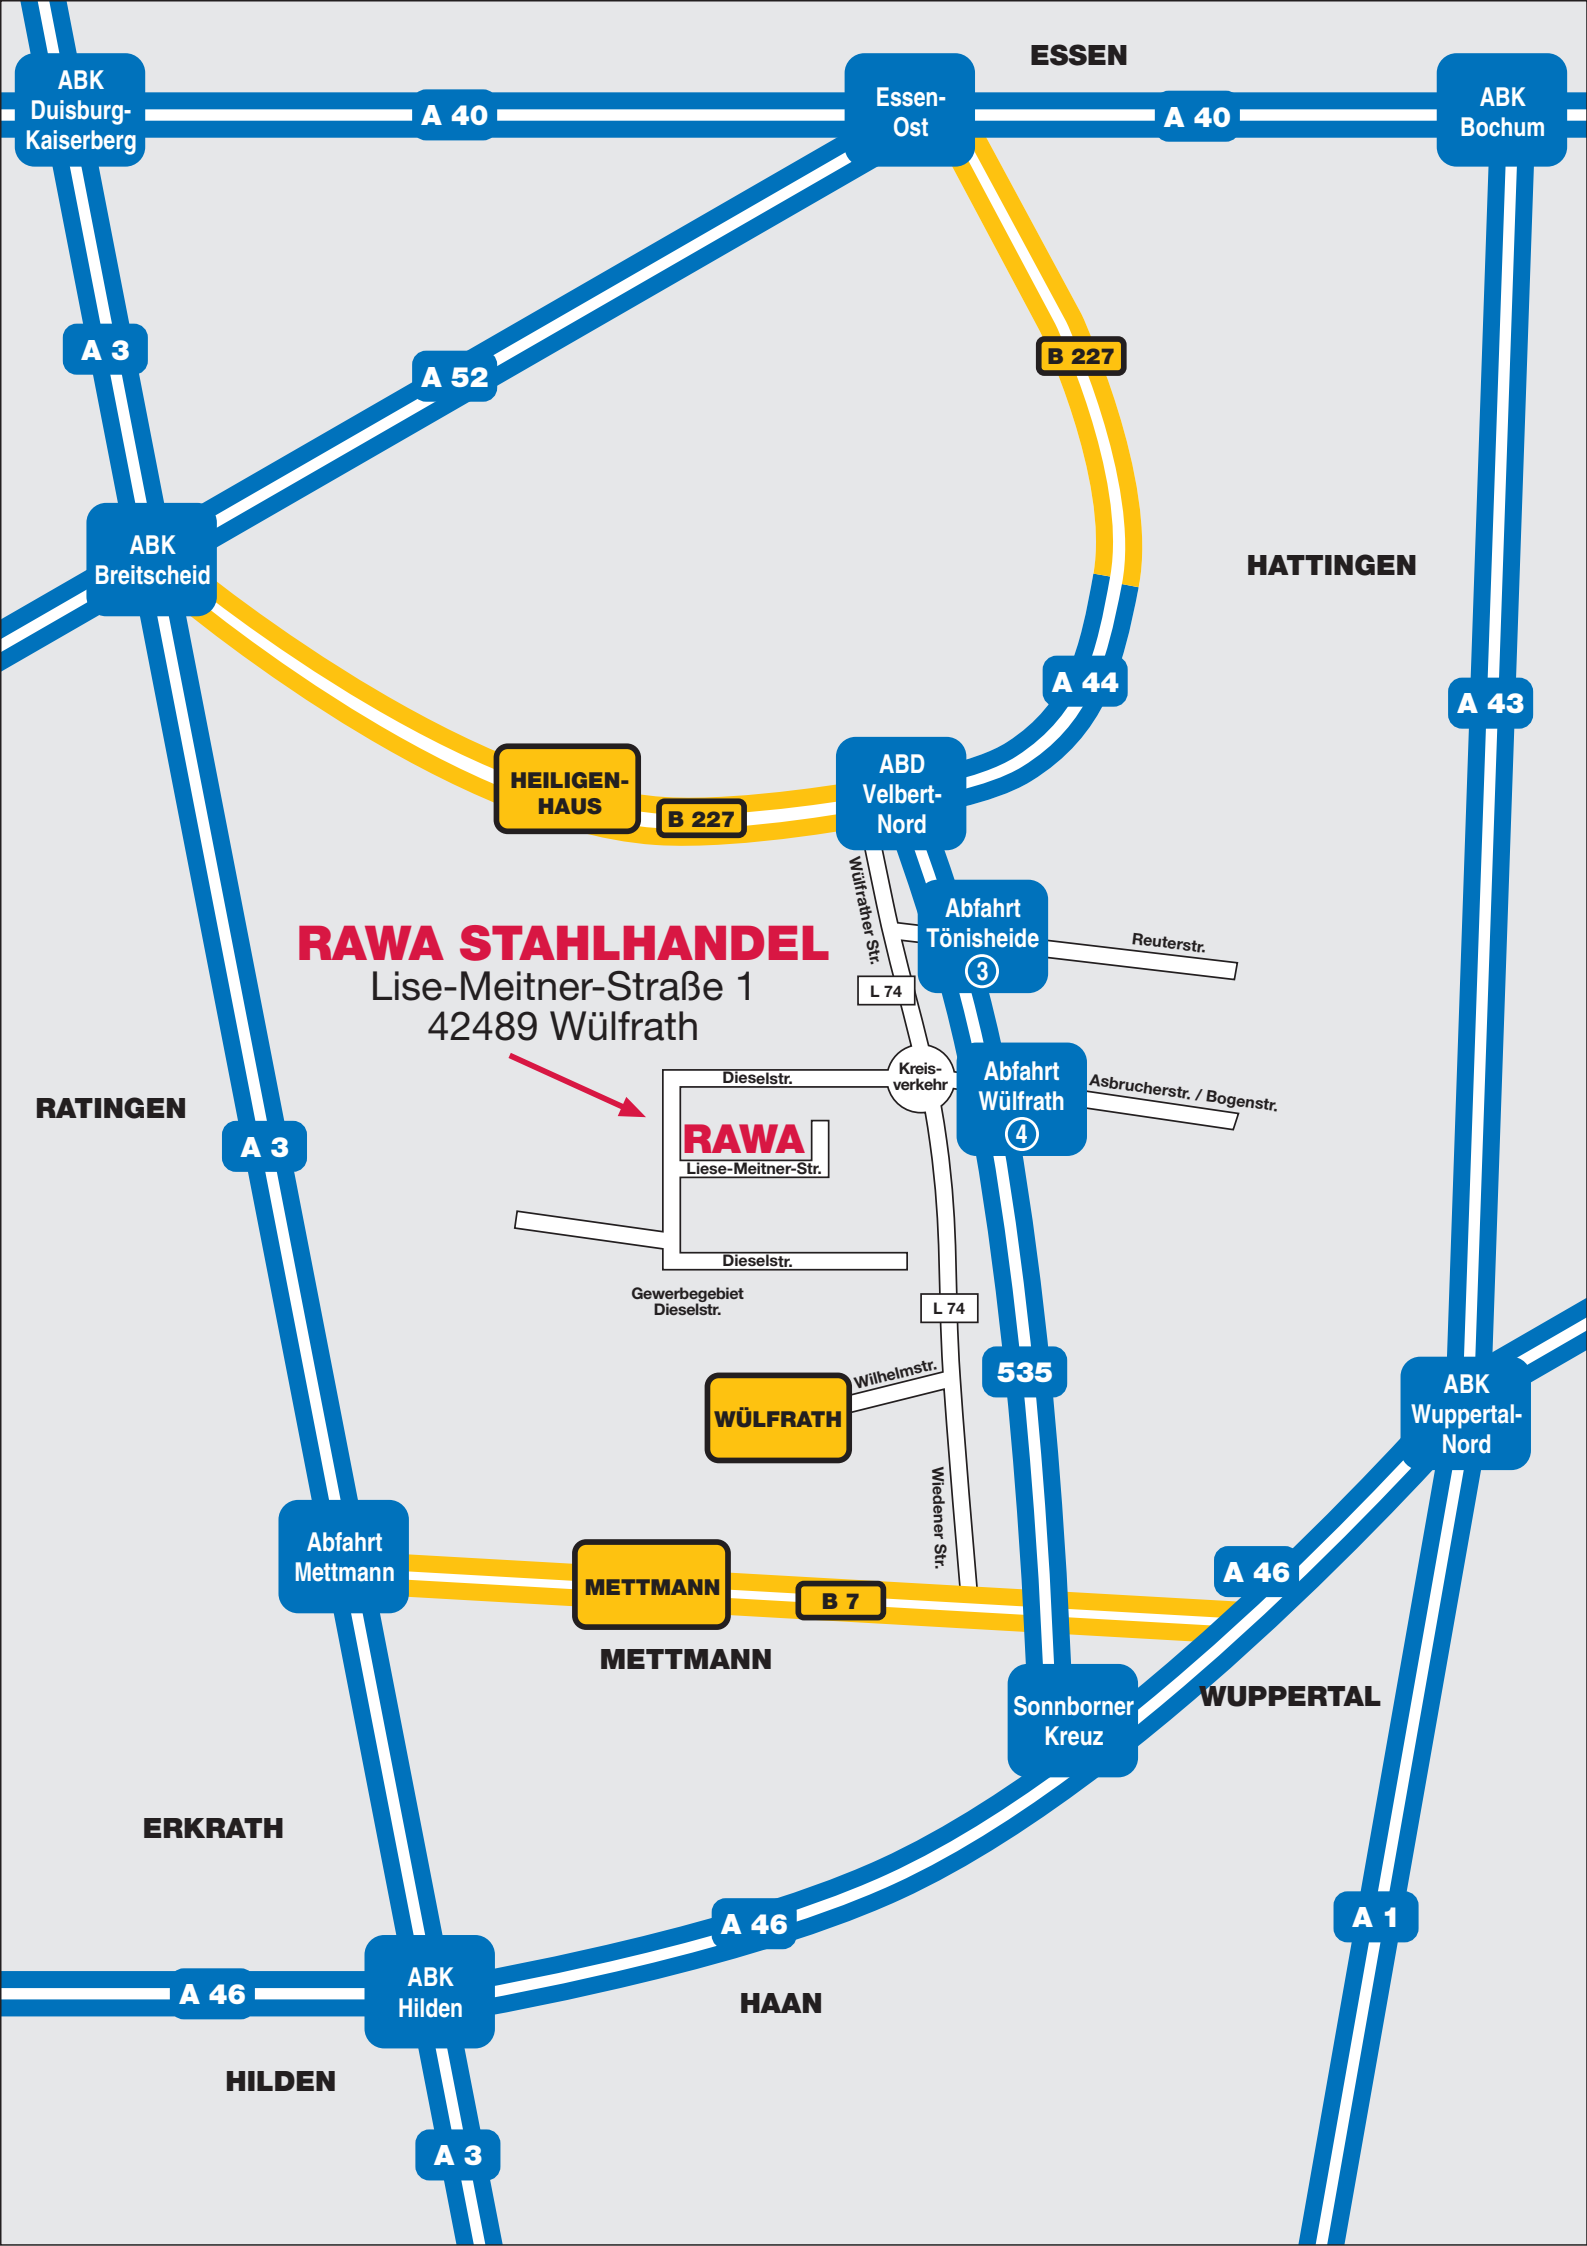 ESSEN
ABK
Duisburg-
Kaiserberg
A 40
Essen-
Ost
A 40
ABK
Bochum
A 3
A 52
B 227
ABK
Breitscheid
HATTINGEN
A 44
A 43
HEILIGEN-
HAUS
B 227
ABD
Velbert-
Nord
Wülfrather Str.
Abfahrt
Tönisheide
3
Reuterstr.
L 74
RAWA STAHLHANDEL
Lise-Meitner-Straße 1
42489 Wülfrath
Kreis-
verkehr
Dieselstr.
Abfahrt
Wülfrath
4
Asbrucherstr. / Bogenstr.
RATINGEN
A 3
RAWA
Liese-Meitner-Str.
Dieselstr.
Gewerbegebiet
Dieselstr.
L 74
535
Wilhelmstr.
WÜLFRATH
ABK
Wuppertal-
Nord
Wiedener Str.
Abfahrt
Mettmann
METTMANN
B 7
A 46
METTMANN
Sonnborner
Kreuz
WUPPERTAL
ERKRATH
A 46
A 1
ABK
Hilden
A 46
HAAN
HILDEN
A 3